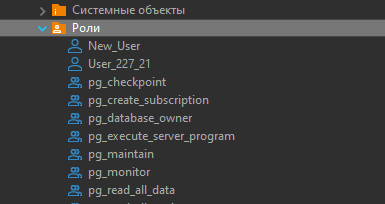 Системные объекты
Роли
New_User
User_227_21
pg_checkpoint
pg_create_subscription
pg_database_owner
pg_execute_server_program
pg_maintain
pg_monitor
pg_read_all_data